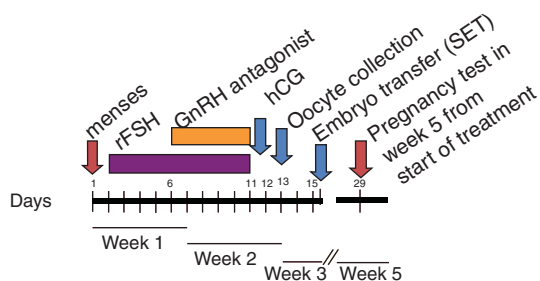 menses
rFSH
GnRH antagonist
hCG
Oocyte collection
Embryo transfer (SET)
Pregnancy test in
week 5 from
start of treatment
1 6 11 12 13 15 29
Days
Week 1
Week 2
Week 3 // Week 5